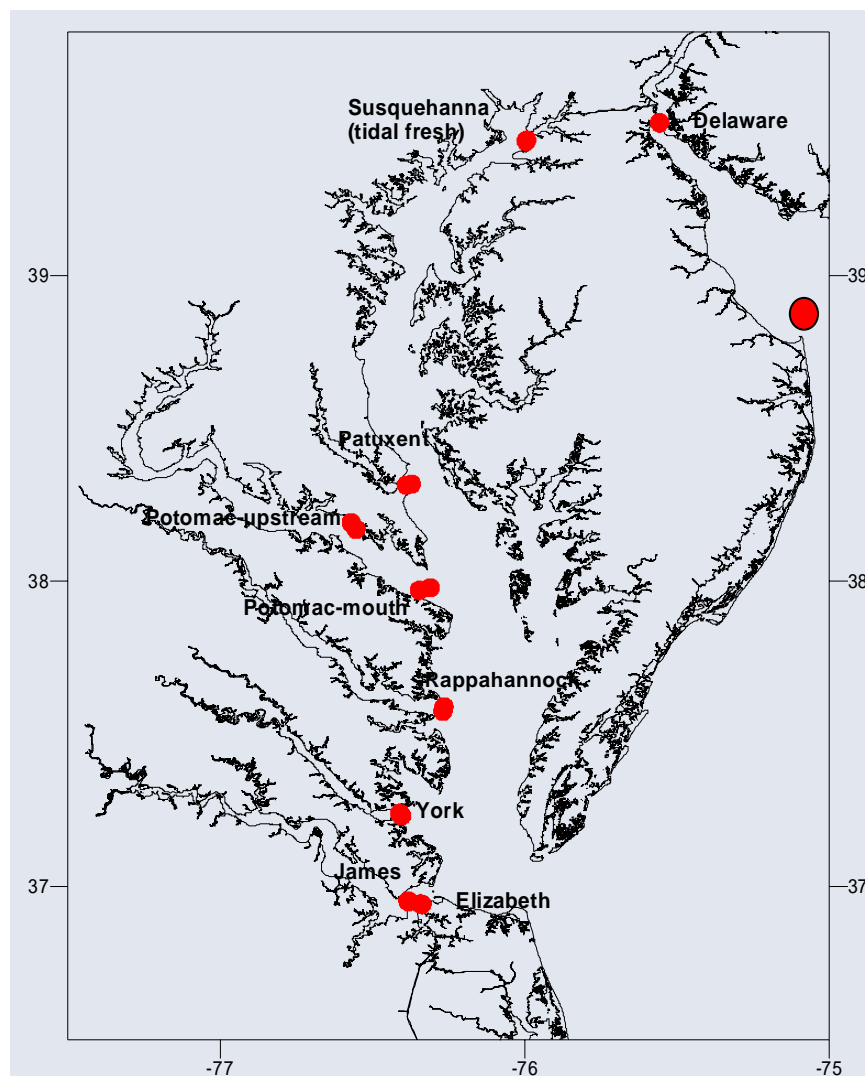 Susquehanna
(tidal fresh)
Delaware
39
39
Patuxent
Potomac-upstream
38
38
Potomac-mouth
Rappahannock
York
James
37
37
Elizabeth
-77
-76
-75